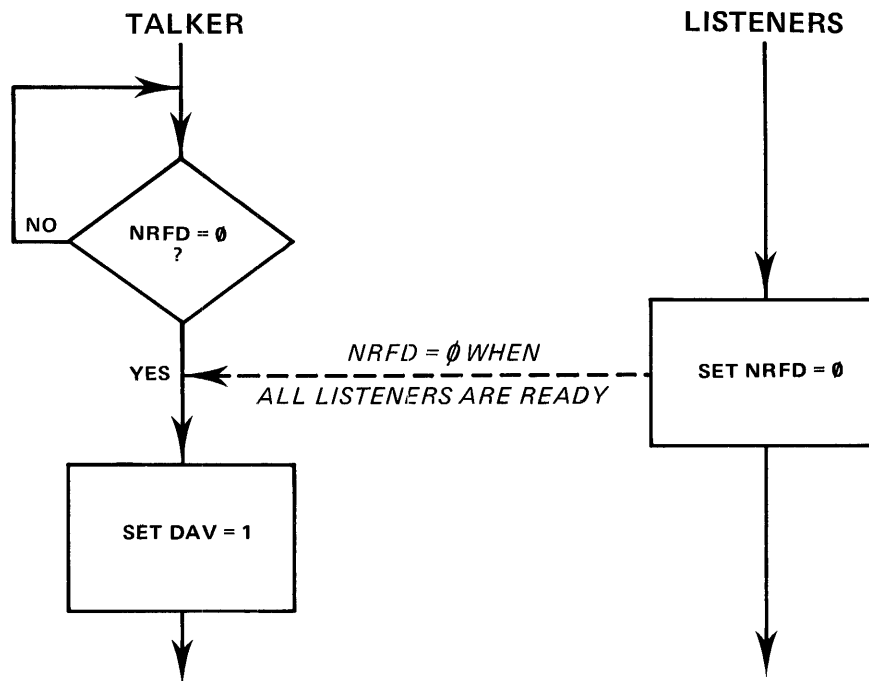 TALKER
LISTENERS
NO
NRFD = Ø
?
YES
NRFD = Ø WHEN
ALL LISTENERS ARE READY
SET NRFD = Ø
SET DAV = 1